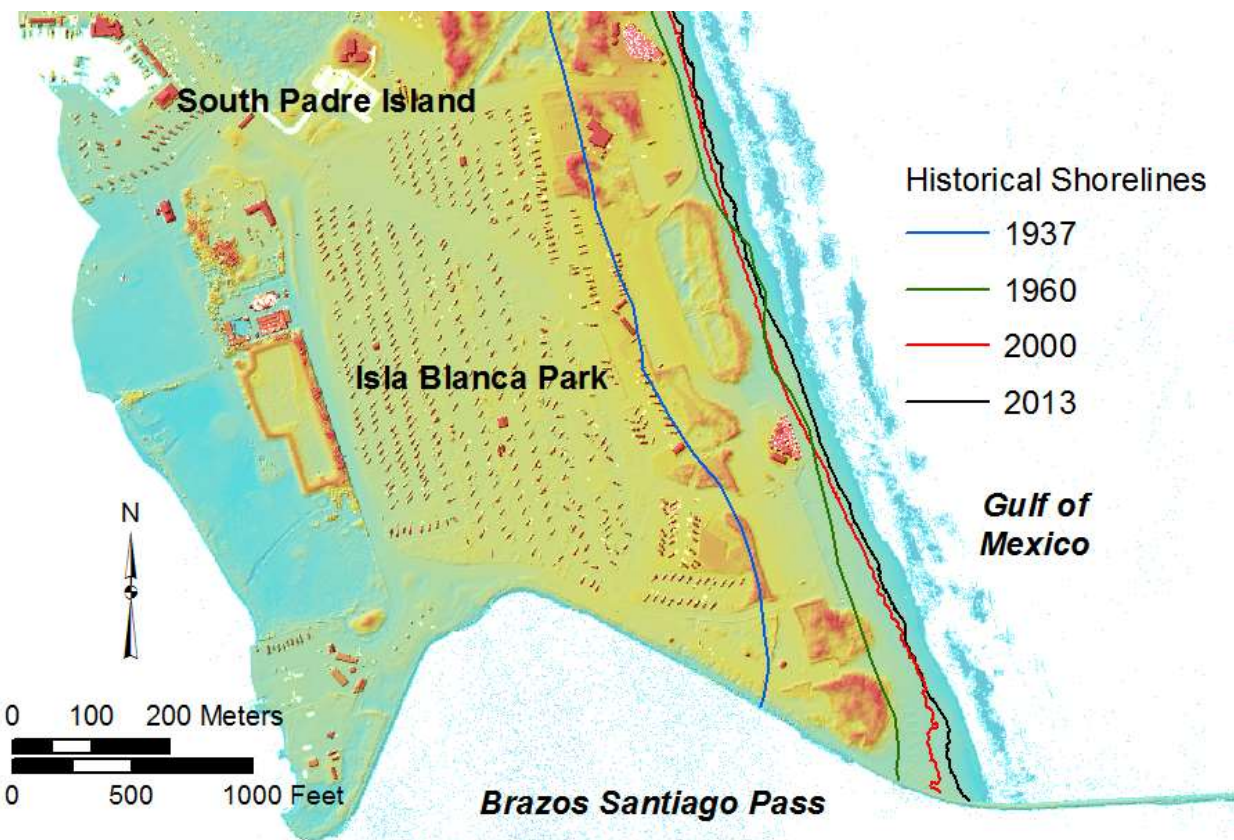 South Padre Island
Historical Shorelines
1937
1960
2000
2013
Isla Blanca Park
Gulf of
Mexico
N
0 100 200 Meters
0 500 1000 Feet
Brazos Santiago Pass